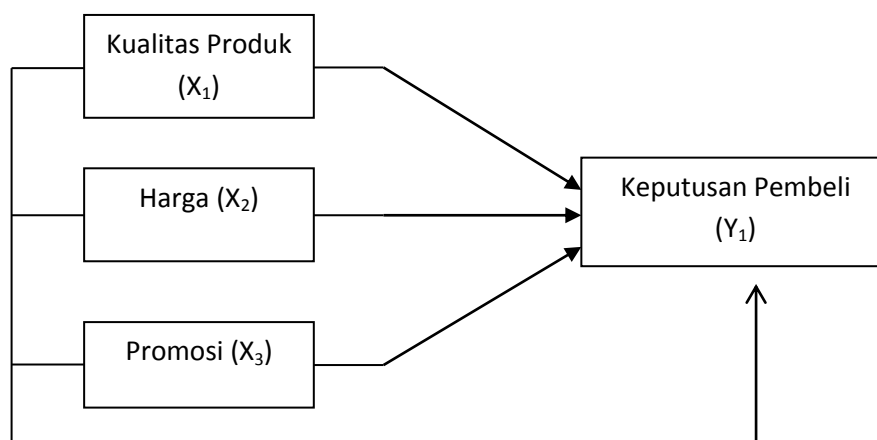 Kualitas Produk
(X₁)
Harga (X₂)
Promosi (X₃)
Keputusan Pembeli
(Y₁)